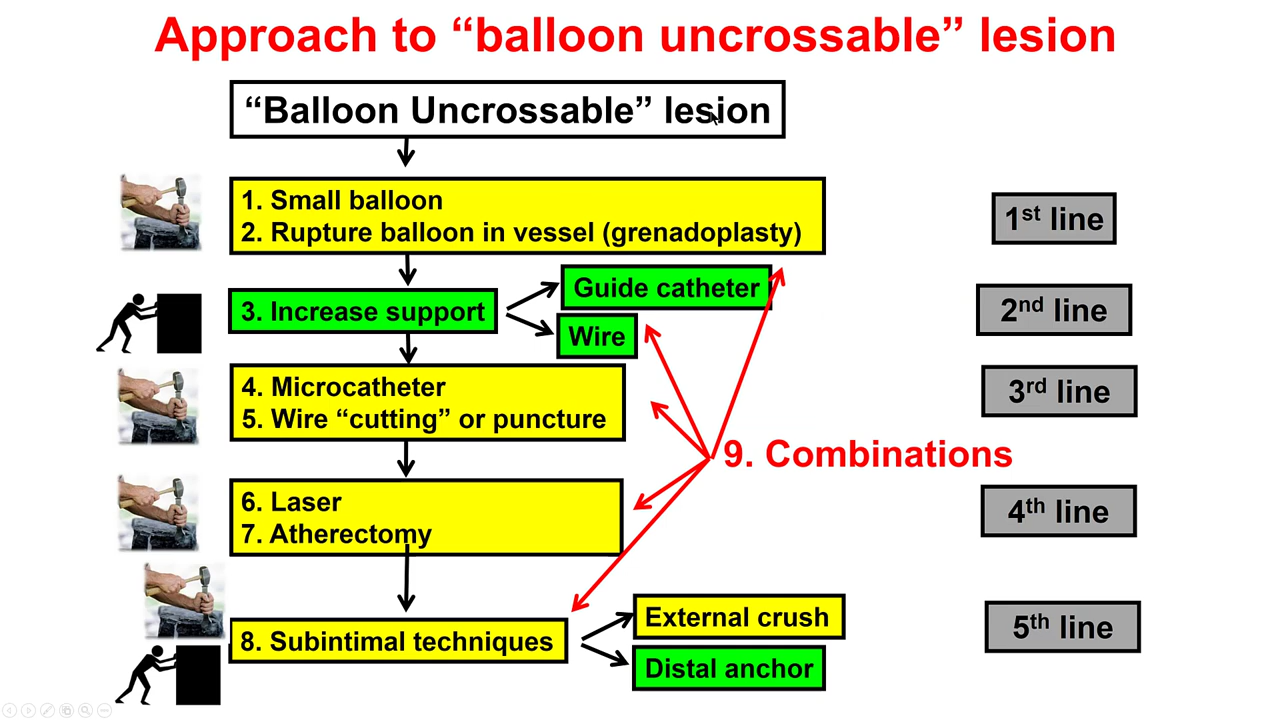 Approach to “balloon uncrossable” lesion
“Balloon Uncrossable” lesion
1. Small balloon
2. Rupture balloon in vessel (grenadoplasty)
1st line
3. Increase support
Guide catheter
Wire
2nd line
4. Microcatheter
5. Wire “cutting” or puncture
3rd line
9. Combinations
6. Laser
7. Atherectomy
4th line
8. Subintimal techniques
External crush
Distal anchor
5th line